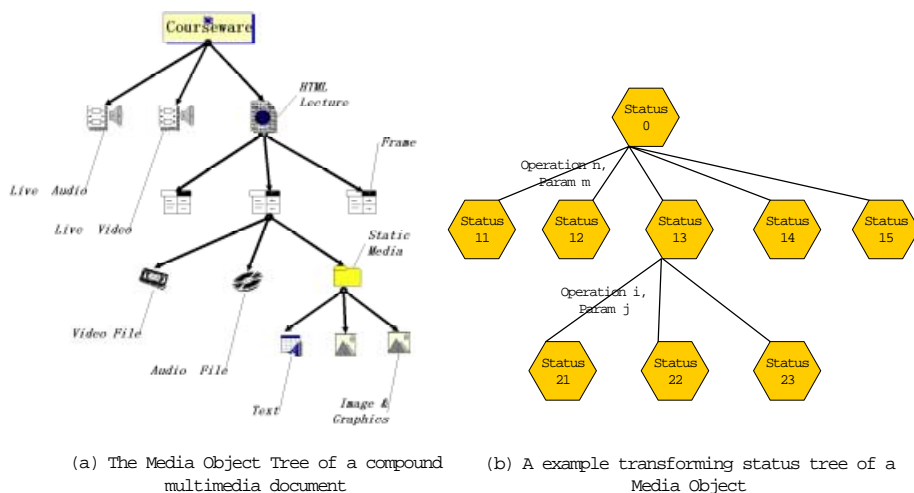 Courseware
HTML
Lecture
Frame
Live Audio
Live Video
Static
Media
Video File
Audio File
Text
Image &
Graphics
(a) The Media Object Tree of a compound
multimedia document
Status
0
Operation n,
Param m
Status
11
Status
12
Status
13
Status
14
Status
15
Operation i,
Param j
Status
21
Status
22
Status
23
(b) A example transforming status tree of a
Media Object